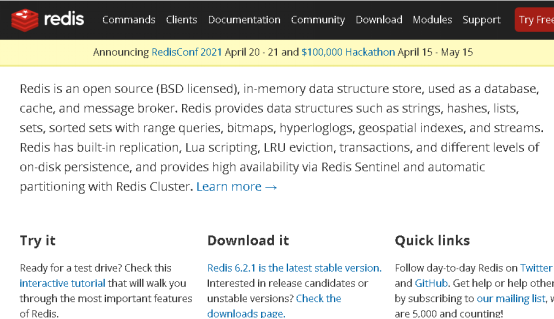 redis Commands Clients Documentation Community Download Modules Support Try Free
Announcing RedisConf 2021 April 20 - 21 and $100,000 Hackathon April 15 - May 15
Redis is an open source (BSD licensed), in-memory data structure store, used as a database,
cache, and message broker. Redis provides data structures such as strings, hashes, lists,
sets, sorted sets with range queries, bitmaps, hyperloglogs, geospatial indexes, and streams.
Redis has built-in replication, Lua scripting, LRU eviction, transactions, and different levels of
on-disk persistence, and provides high availability via Redis Sentinel and automatic
partitioning with Redis Cluster. Learn more →
Try it
Ready for a test drive? Check this
interactive tutorial that will walk you
through the most important features
of Redis.
Download it
Redis 6.2.1 is the latest stable version.
Interested in release candidates or
unstable versions? Check the
downloads page.
Quick links
Follow day-to-day Redis on Twitter
and GitHub. Get help or help other
by subscribing to our mailing list,
are 5,000 and counting!